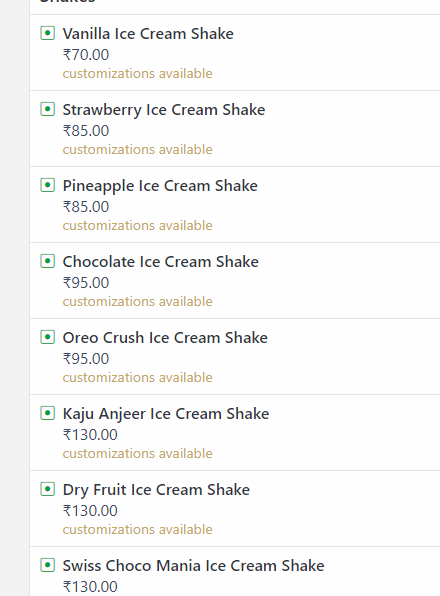 Shakes
Vanilla Ice Cream Shake
₹70.00
customizations available
Strawberry Ice Cream Shake
₹85.00
customizations available
Pineapple Ice Cream Shake
₹85.00
customizations available
Chocolate Ice Cream Shake
₹95.00
customizations available
Oreo Crush Ice Cream Shake
₹95.00
customizations available
Kaju Anjeer Ice Cream Shake
₹130.00
customizations available
Dry Fruit Ice Cream Shake
₹130.00
customizations available
Swiss Choco Mania Ice Cream Shake
₹130.00